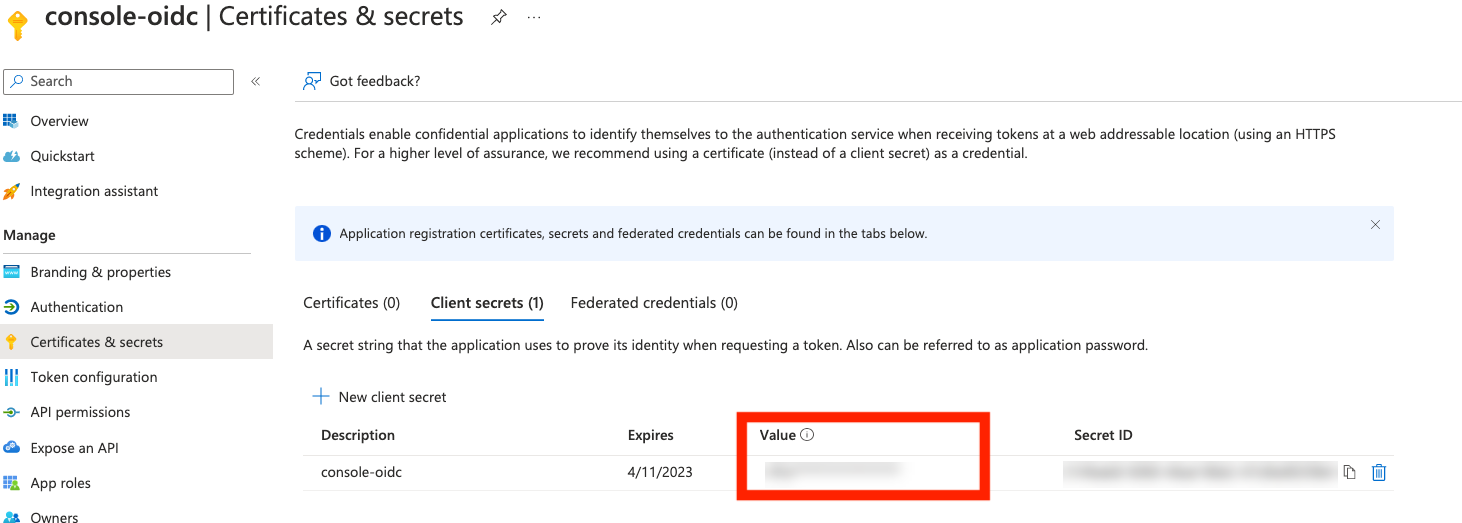 console-oidc | Certificates & secrets
Search
Got feedback?
Overview
Quickstart
Integration assistant
Manage
Branding & properties
Authentication
Certificates & secrets
Token configuration
API permissions
Expose an API
App roles
Owners
Credentials enable confidential applications to identify themselves to the authentication service when receiving tokens at a web addressable location (using an HTTPS
scheme). For a higher level of assurance, we recommend using a certificate (instead of a client secret) as a credential.
Application registration certificates, secrets and federated credentials can be found in the tabs below.
Certificates (0) Client secrets (1) Federated credentials (0)
A secret string that the application uses to prove its identity when requesting a token. Also can be referred to as application password.
New client secret
Description Expires Value Secret ID
console-oidc 4/11/2023